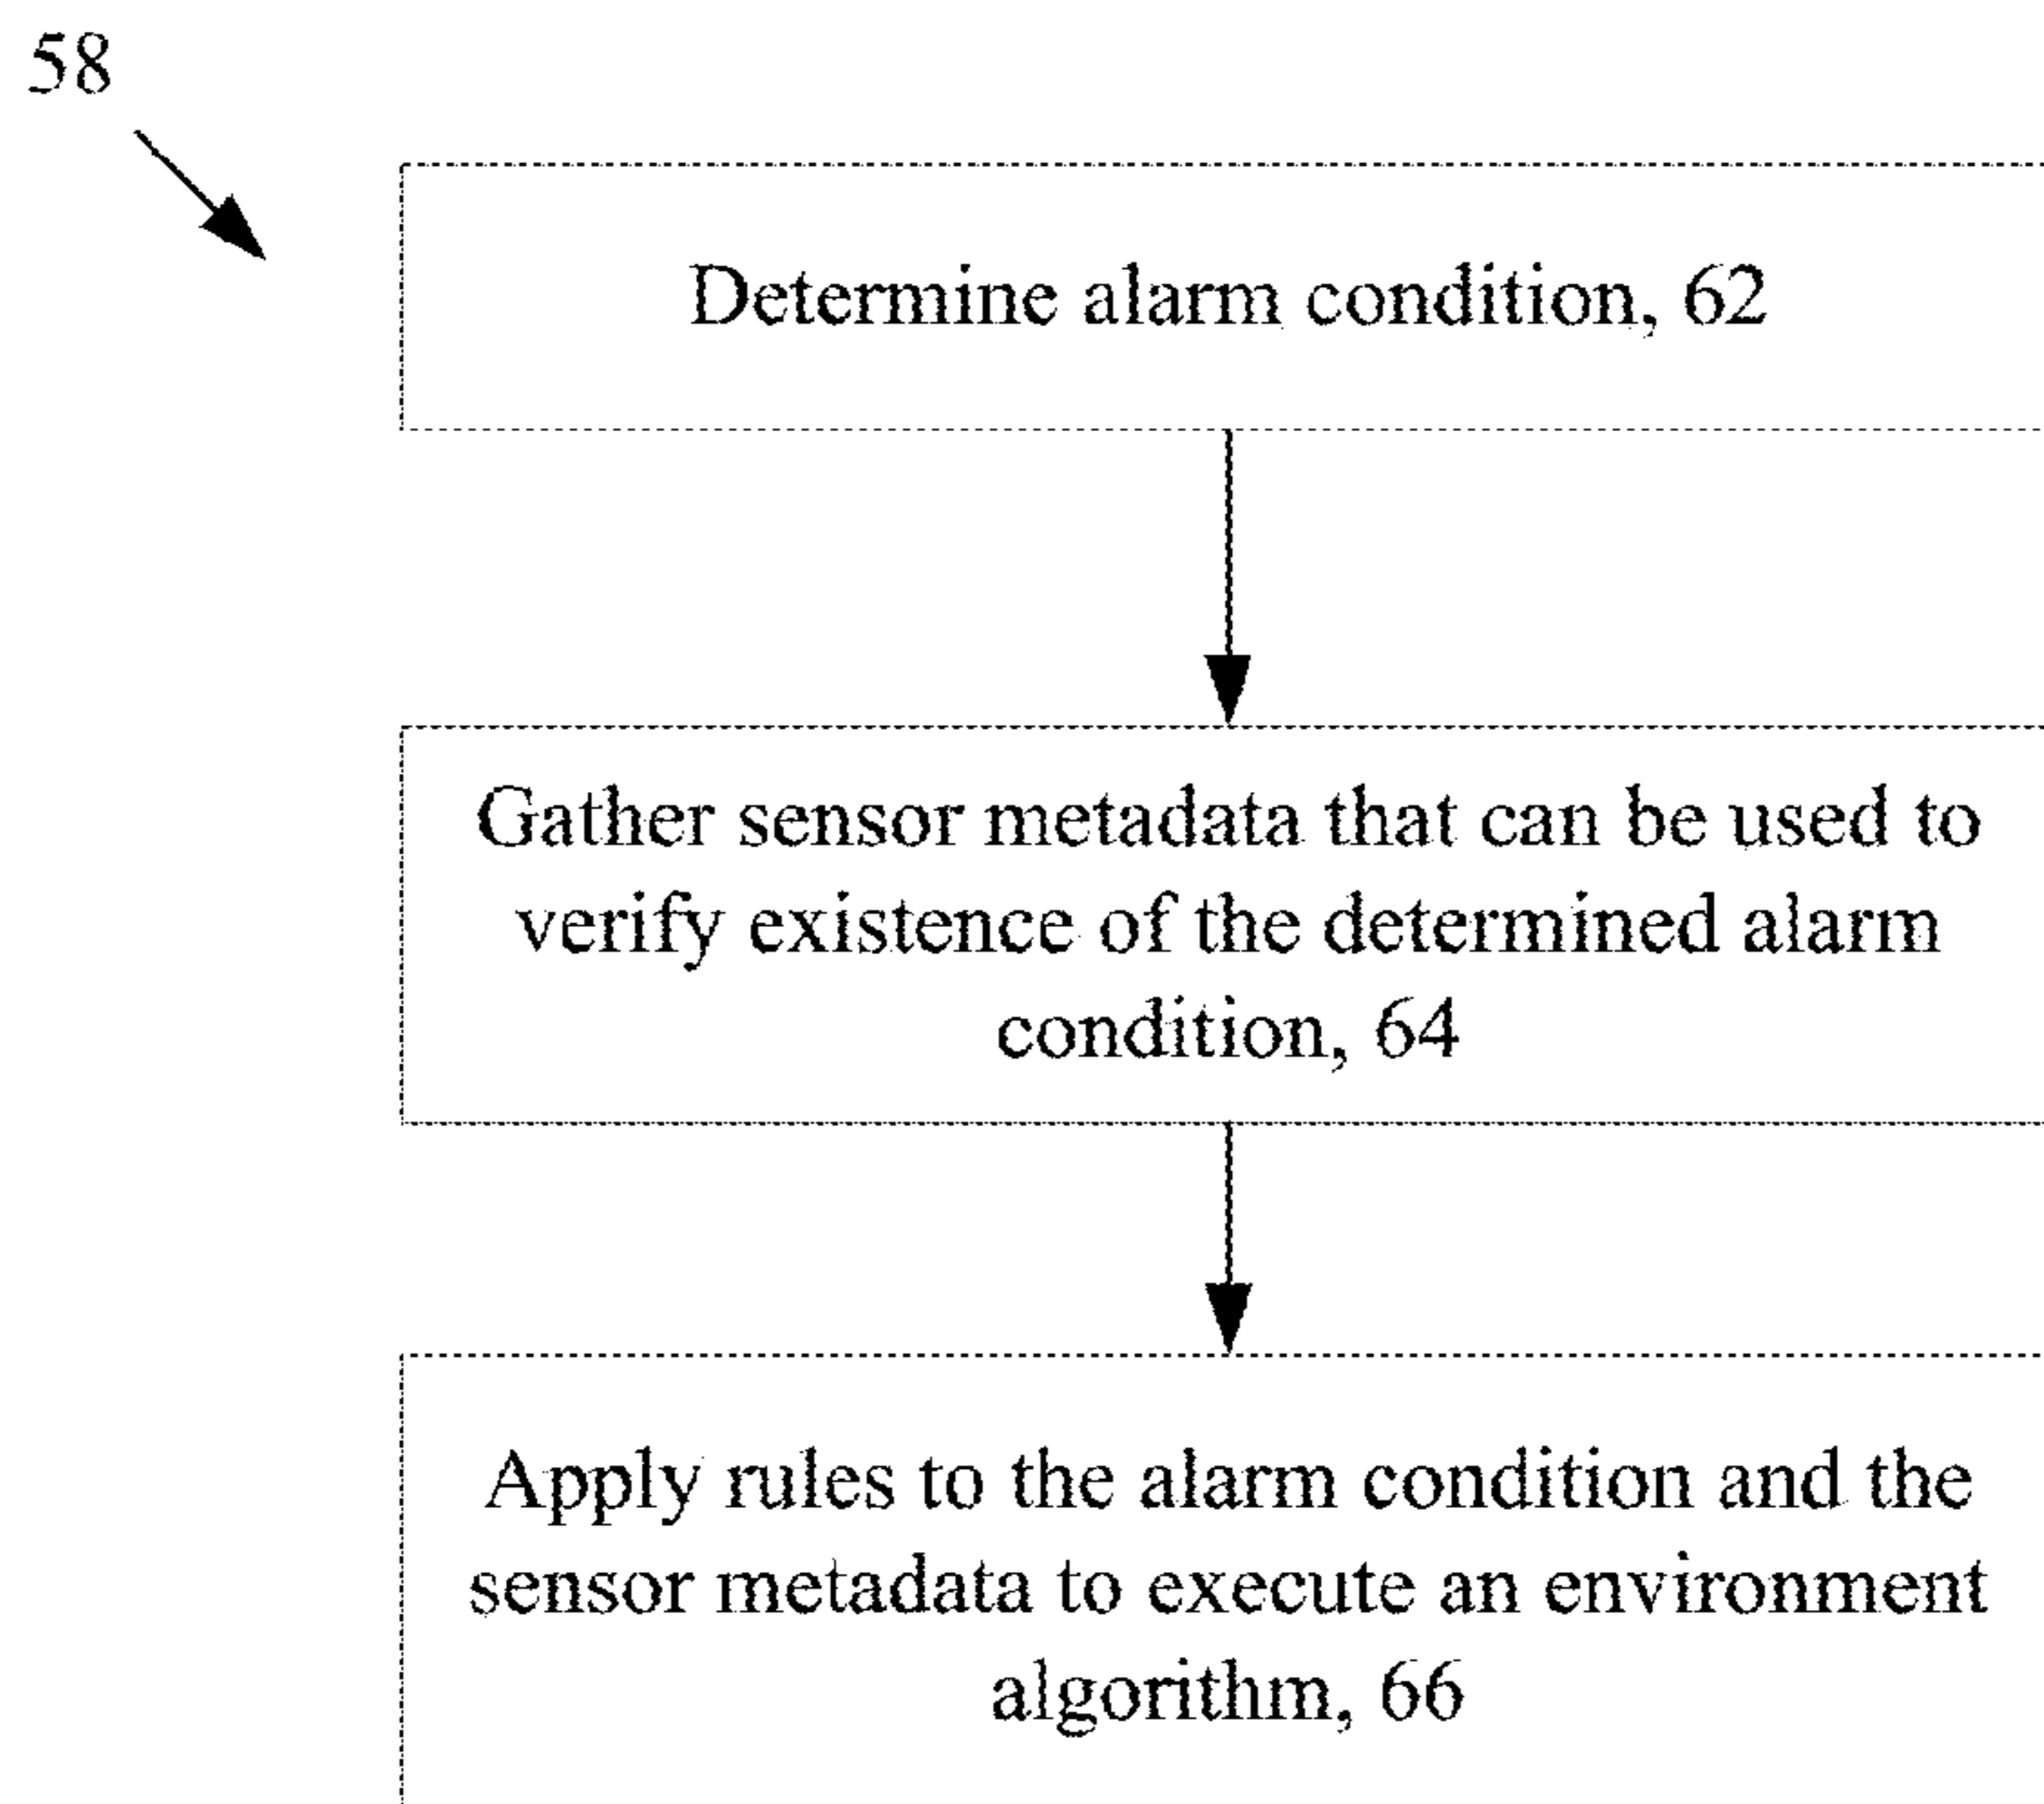 58
Determine alarm condition, 62
Gather sensor metadata that can be used to
verify existence of the determined alarm
condition, 64
Apply rules to the alarm condition and the
sensor metadata to execute an environment
algorithm, 66